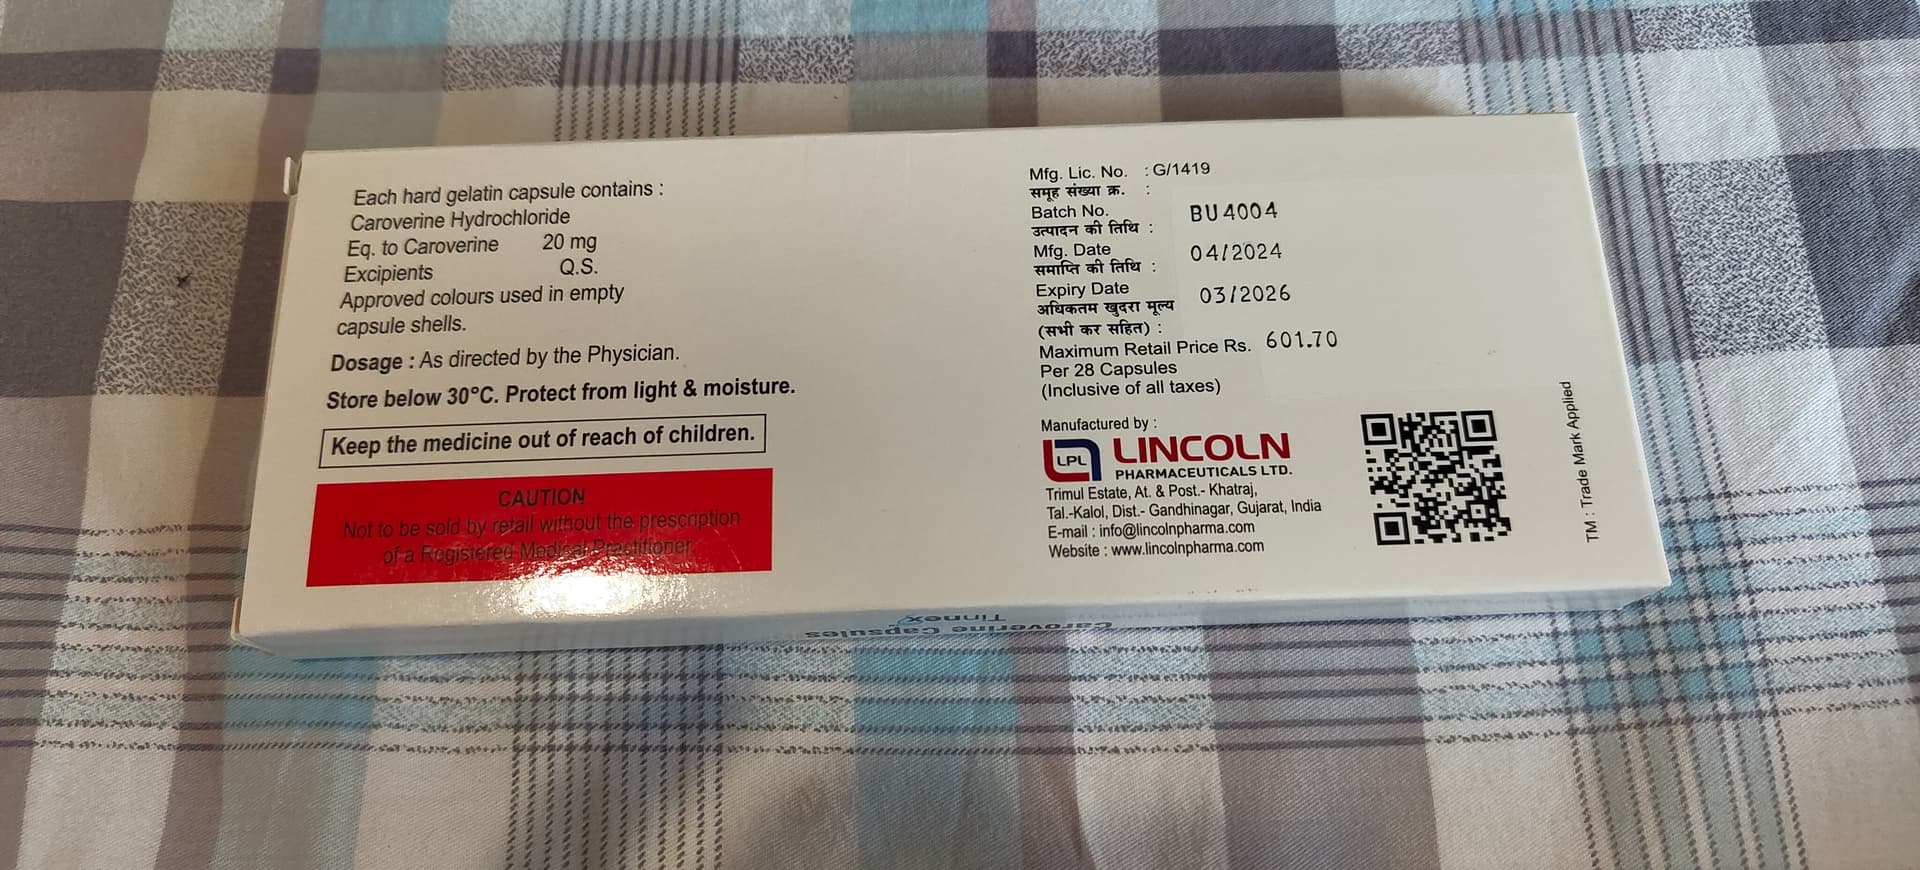 Each hard gelatin capsule contains :
Caroverine Hydrochloride
Eq. to Caroverine 20 mg
Excipients Q.S.
Approved colours used in empty
capsule shells.
Dosage : As directed by the Physician.
Store below 30°C. Protect from light & moisture.
Keep the medicine out of reach of children.
CAUTION
Not to be sold by retail without the prescription
of a Registered Medical Practitioner
Mfg. Lic. No. : G/1419
समूह संख्या क्र. :
Batch No. BU4004
उत्पादन की तिथि :
Mfg. Date 04/2024
समाप्ति की तिथि :
Expiry Date 03/2026
अधिकतम खुदरा मूल्य
(सभी कर सहित) :
Maximum Retail Price Rs. 601.70
Per 28 Capsules
(Inclusive of all taxes)
Manufactured by :
LPL LINCOLN
PHARMACEUTICALS LTD.
Trimul Estate, At. & Post.- Khatraj,
Tal.-Kalol, Dist.- Gandhinagar, Gujarat, India
E-mail : info@lincolnpharma.com
Website : www.lincolnpharma.com
TM : Trade Mark Applied
Caroverine Capsules
Tinnex